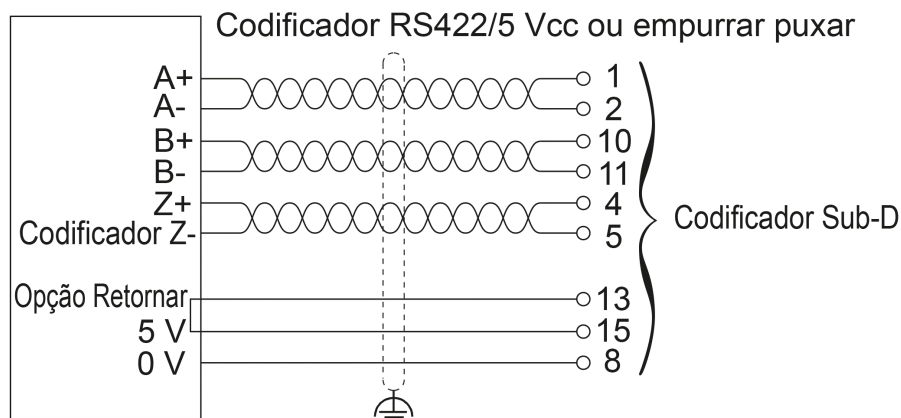 Codificador RS422/5 Vcc ou empurrar puxar
A+ 1
A- 2
B+ 10
B- 11
Z+ 4
Codificador Z- 5
Codificador Sub-D
Opção Retornar 13
5 V 15
0 V 8